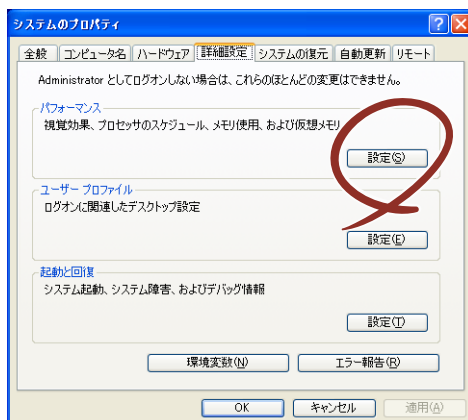 システムのプロパティ
全般 コンピュータ名 ハードウェア 詳細設定 システムの復元 自動更新 リモート
Administrator としてログオンしない場合は、これらのほとんどの変更はできません。
パフォーマンス
視覚効果、プロセッサのスケジュール、メモリ使用、および仮想メモリ
設定(S)
ユーザー プロファイル
ログオンに関連したデスクトップ設定
設定(E)
起動と回復
システム起動、システム障害、およびデバッグ情報
設定(T)
環境変数(N) エラー報告(R)
OK キャンセル 適用(A)